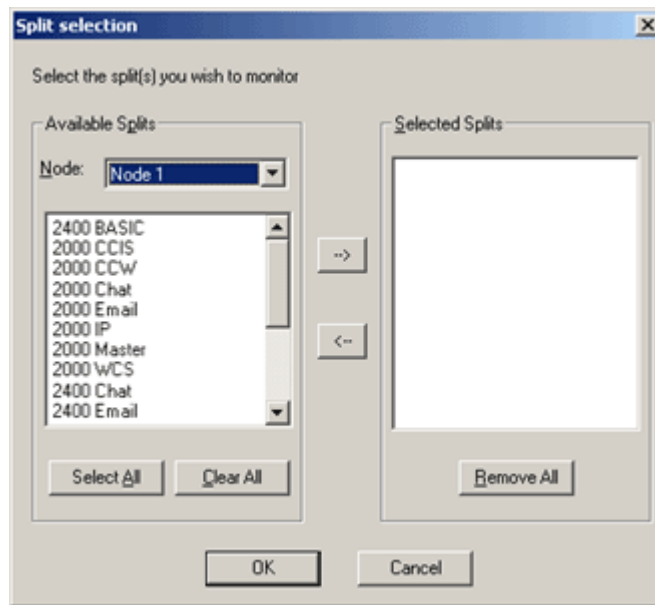 Split selection
Select the split(s) you wish to monitor
Available Splits
Node: Node 1
2400 BASIC
2000 CCIS
2000 CCW
2000 Chat
2000 Email
2000 IP
2000 Master
2000 WCS
2400 Chat
2400 Email
Select All Clear All
-->
<--
Selected Splits
Remove All
OK Cancel